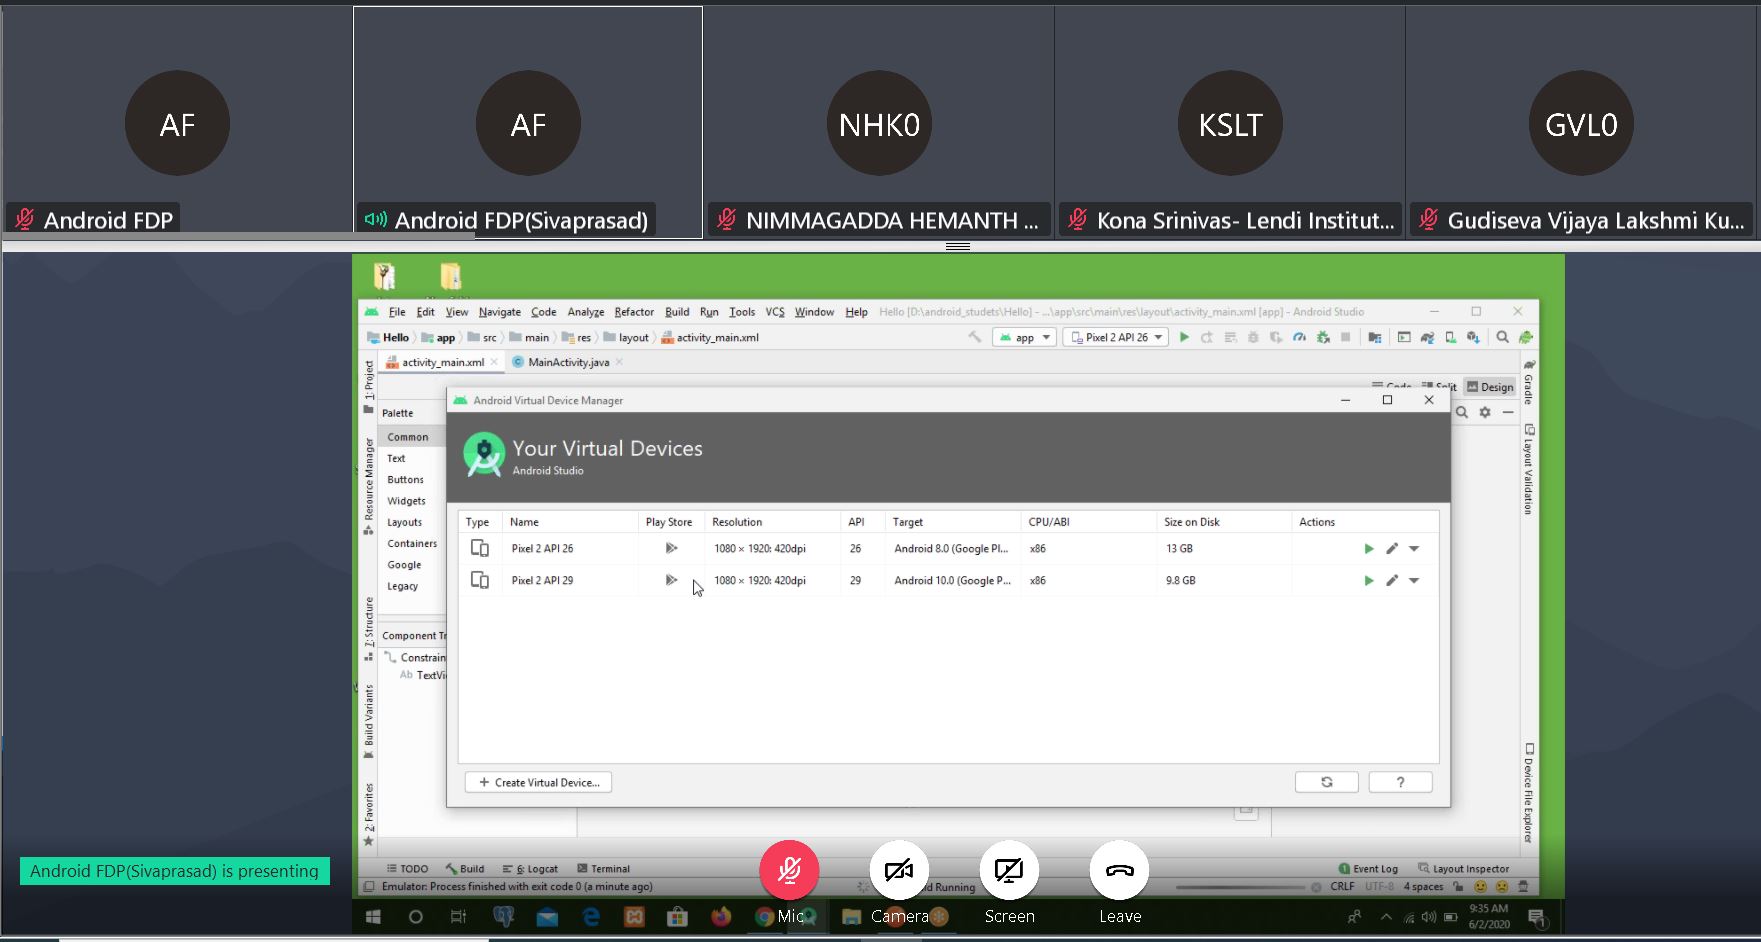 AF
AF
NHK0
KSLT
GVL0
Android FDP
Android FDP(Sivaprasad)
NIMMAGADDA HEMANTH ...
Kona Srinivas- Lendi Institut...
Gudiseva Vijaya Lakshmi Ku...
File Edit View Navigate Code Analyze Refactor Build Run Tools VCS Window Help Hello [D:\android_studets\Hello] - ...\app\src\main\res\layout\activity_main.xml [app] - Android Studio
Hello app src main res layout activity_main.xml
app
Pixel 2 API 26
activity_main.xml
MainActivity.java
Code Split Design
1: Project
Resource Manager
7: Structure
Build Variants
2: Favorites
Palette
Common
Text
Buttons
Widgets
Layouts
Containers
Google
Legacy
Component Tr
Constrain
Ab TextVi
Android Virtual Device Manager
Your Virtual Devices
Android Studio
Type Name Play Store Resolution API Target CPU/ABI Size on Disk Actions
Pixel 2 API 26 1080 × 1920: 420dpi 26 Android 8.0 (Google Pl... x86 13 GB
Pixel 2 API 29 1080 × 1920: 420dpi 29 Android 10.0 (Google P... x86 9.8 GB
+ Create Virtual Device...
?
Gradle
Layout Validation
Device File Explorer
TODO Build 6: Logcat Terminal
Event Log Layout Inspector
Emulator: Process finished with exit code 0 (a minute ago)
Running
CRLF UTF-8 4 spaces
Android FDP(Sivaprasad) is presenting
Mic
Camera
Screen
Leave
9:35 AM
6/2/2020
1